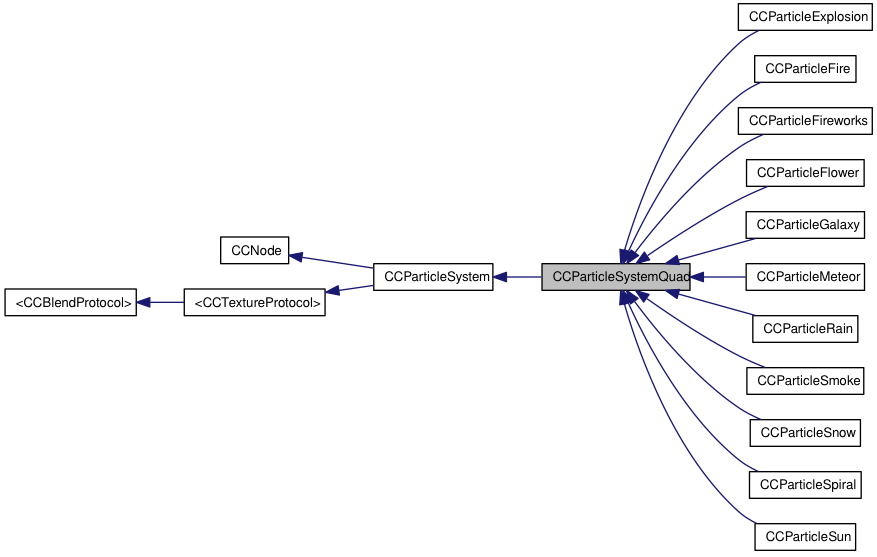 CCParticleExplosion
CCParticleFire
CCParticleFireworks
CCParticleFlower
CCParticleGalaxy
CCNode
CCParticleSystem
CCParticleSystemQuad
CCParticleMeteor
<CCBlendProtocol>
<CCTextureProtocol>
CCParticleRain
CCParticleSmoke
CCParticleSnow
CCParticleSpiral
CCParticleSun